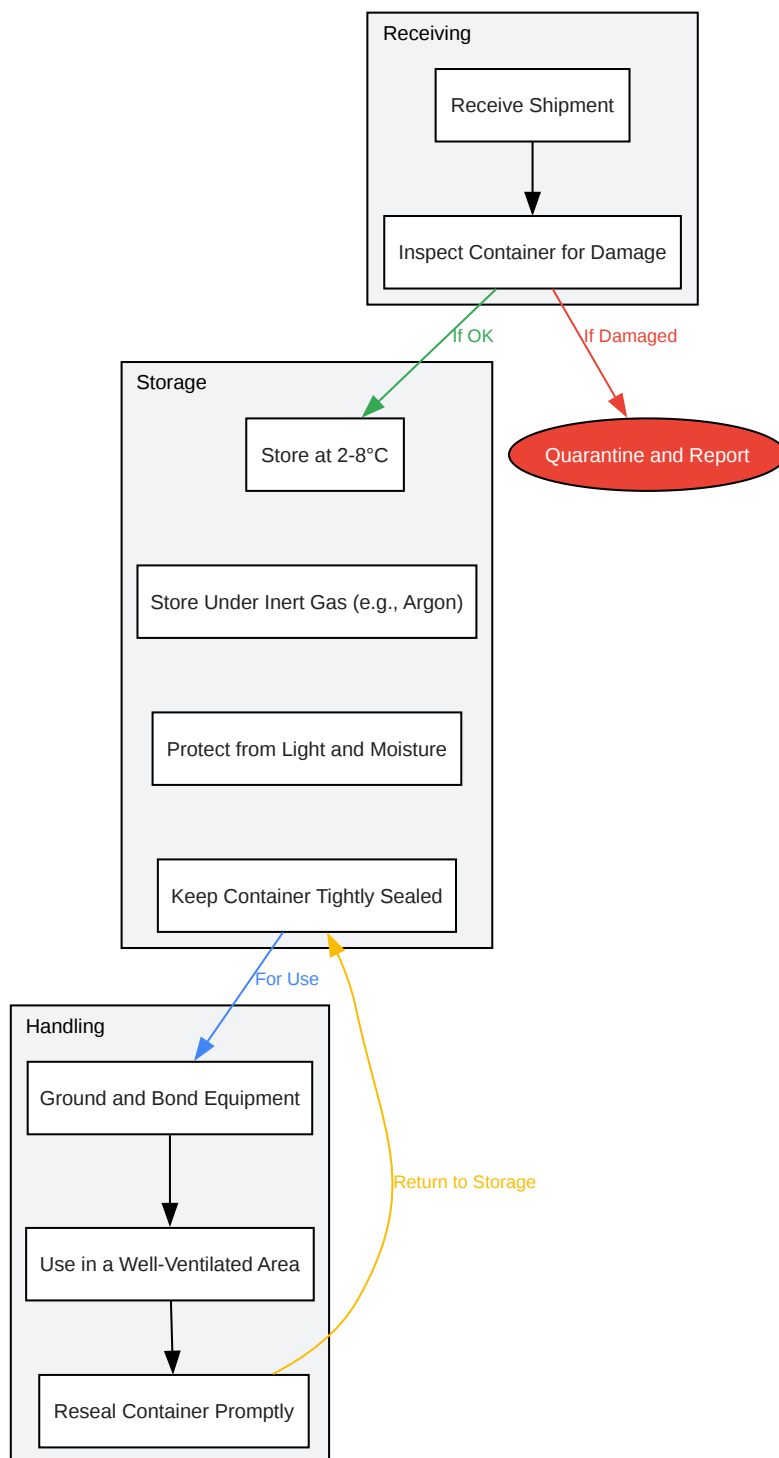 Receiving
Receive Shipment
Inspect Container for Damage
If OK
If Damaged
Storage
Store at 2-8°C
Quarantine and Report
Store Under Inert Gas (e.g., Argon)
Protect from Light and Moisture
Keep Container Tightly Sealed
For Use
Handling
Ground and Bond Equipment
Return to Storage
Use in a Well-Ventilated Area
Reseal Container Promptly